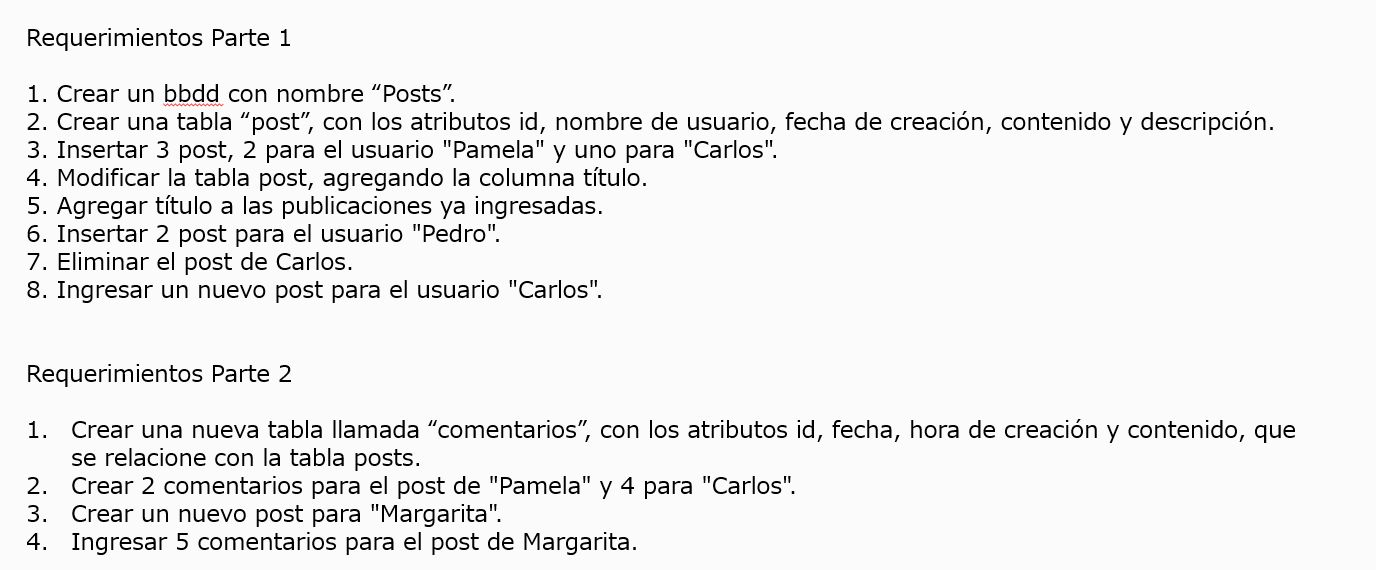 Requerimientos Parte 1
1. Crear un bbdd con nombre “Posts”.
2. Crear una tabla “post”, con los atributos id, nombre de usuario, fecha de creación, contenido y descripción.
3. Insertar 3 post, 2 para el usuario "Pamela" y uno para "Carlos".
4. Modificar la tabla post, agregando la columna título.
5. Agregar título a las publicaciones ya ingresadas.
6. Insertar 2 post para el usuario "Pedro".
7. Eliminar el post de Carlos.
8. Ingresar un nuevo post para el usuario "Carlos".
Requerimientos Parte 2
1. Crear una nueva tabla llamada “comentarios”, con los atributos id, fecha, hora de creación y contenido, que
se relacione con la tabla posts.
2. Crear 2 comentarios para el post de "Pamela" y 4 para "Carlos".
3. Crear un nuevo post para "Margarita".
4. Ingresar 5 comentarios para el post de Margarita.